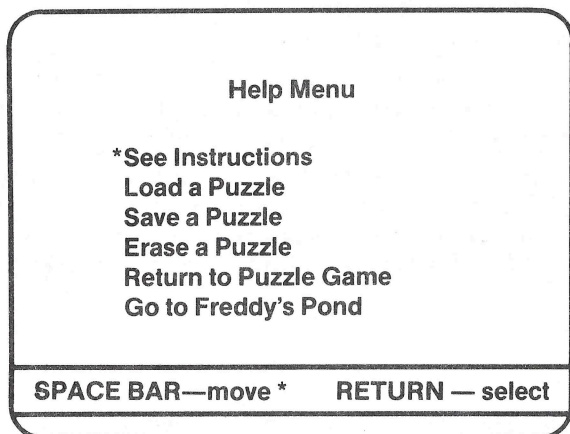 Help Menu
*See Instructions
Load a Puzzle
Save a Puzzle
Erase a Puzzle
Return to Puzzle Game
Go to Freddy's Pond
SPACE BAR—move * RETURN — select